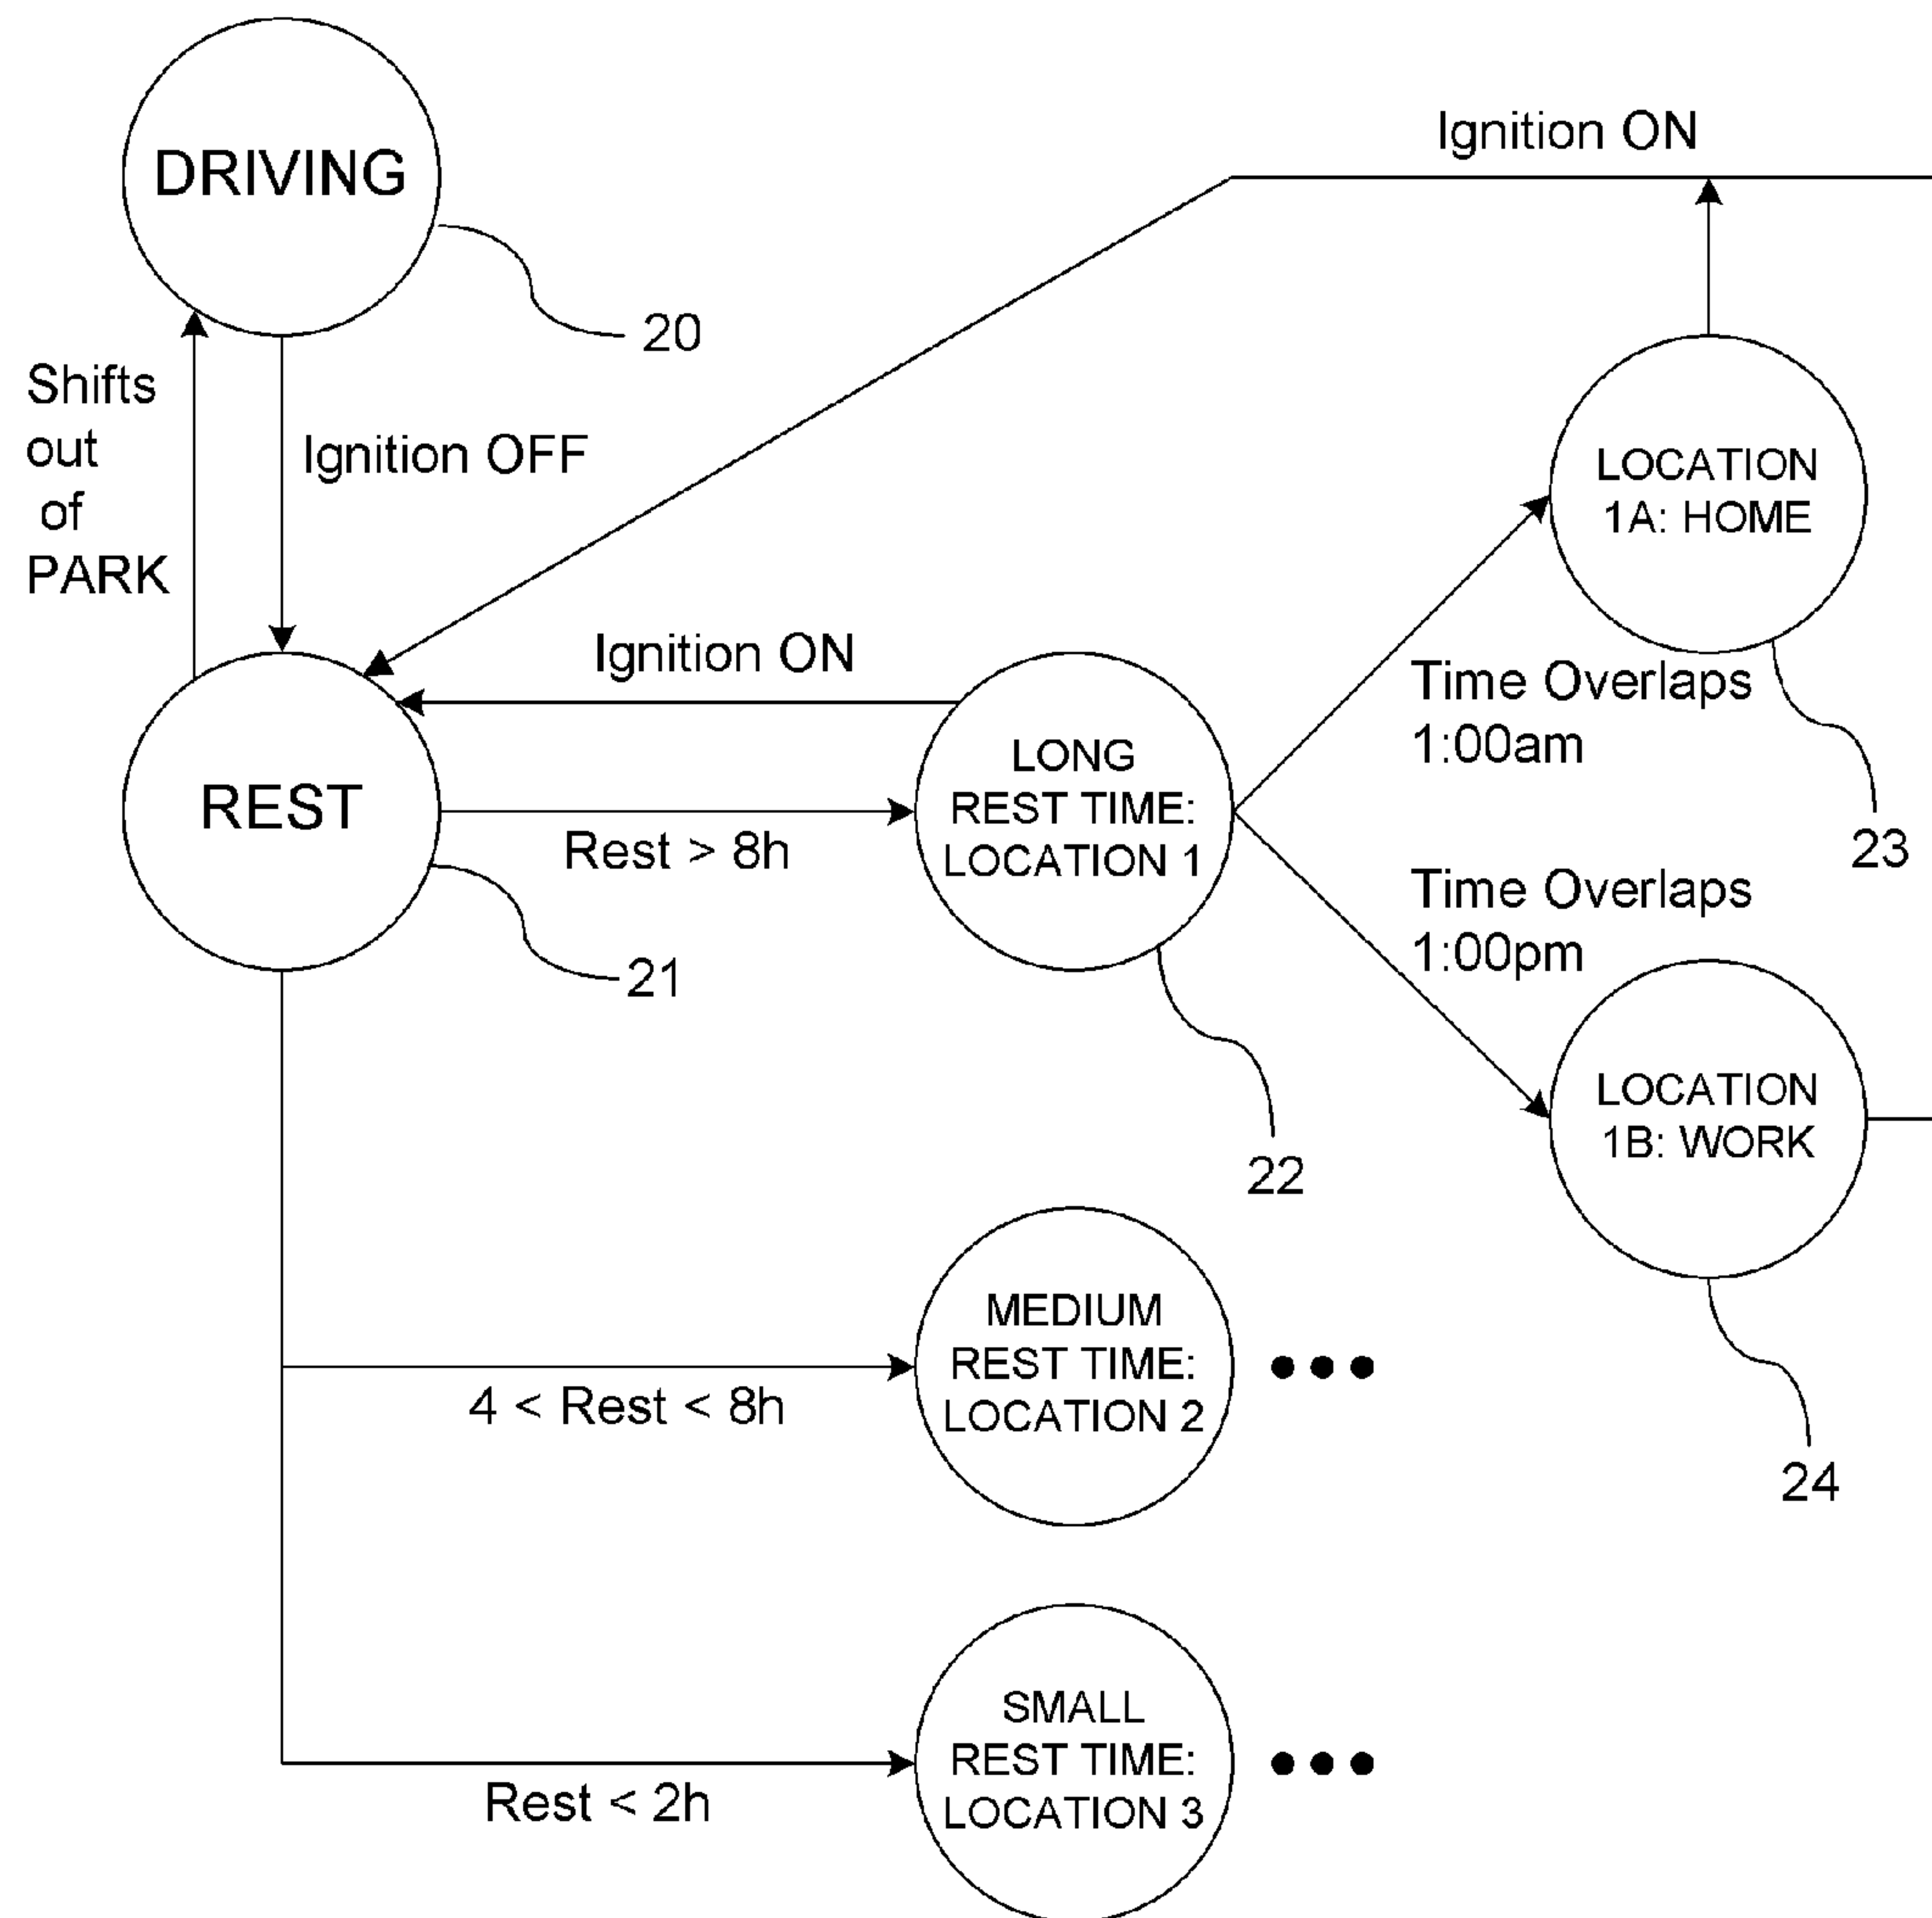 DRIVING
Ignition ON
20
Shifts
out
of
PARK
Ignition OFF
LOCATION
1A: HOME
Ignition ON
Time Overlaps
1:00am
LONG
REST TIME:
LOCATION 1
REST
Rest > 8h
23
Time Overlaps
1:00pm
21
LOCATION
1B: WORK
22
MEDIUM
REST TIME:
LOCATION 2
4 < Rest < 8h
24
SMALL
REST TIME:
LOCATION 3
Rest < 2h